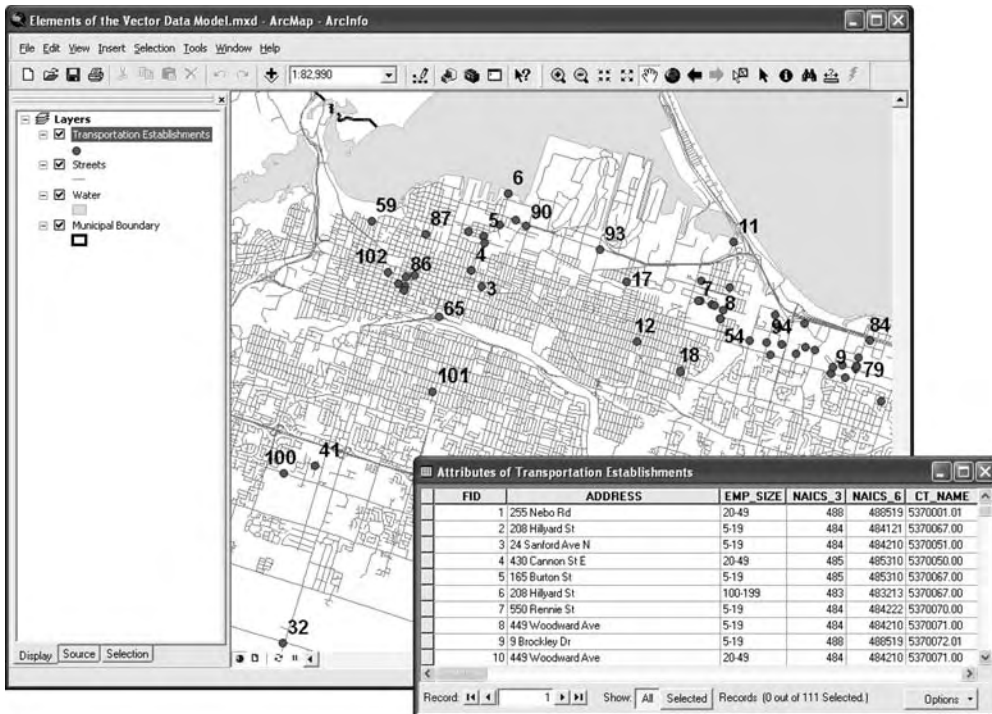 Elements of the Vector Data Model.mxd - ArcMap - ArcInfo
File Edit View Insert Selection Tools Window Help
1:82,990
Layers
Transportation Establishments
Streets
Water
Municipal Boundary
6
59
87
5
90
93
11
102
86
4
3
17
7
8
65
12
54
94
84
18
9
79
101
41
100
32
Display Source Selection
Attributes of Transportation Establishments
FID ADDRESS EMP_SIZE NAICS_3 NAICS_6 CT_NAME
1 255 Nebo Rd 20-49 488 488519 5370001.01
2 208 Hillyard St 5-19 484 484121 5370067.00
3 24 Sanford Ave N 5-19 484 484210 5370051.00
4 430 Cannon St E 20-49 485 485310 5370050.00
5 165 Burton St 5-19 485 485310 5370067.00
6 208 Hillyard St 100-199 483 483213 5370067.00
7 550 Rennie St 5-19 484 484222 5370070.00
8 449 Woodward Ave 5-19 484 484210 5370071.00
9 9 Brockley Dr 5-19 488 488519 5370072.01
10 449 Woodward Ave 20-49 484 484210 5370071.00
Record: 1 Show: All Selected Records (0 out of 111 Selected.) Options